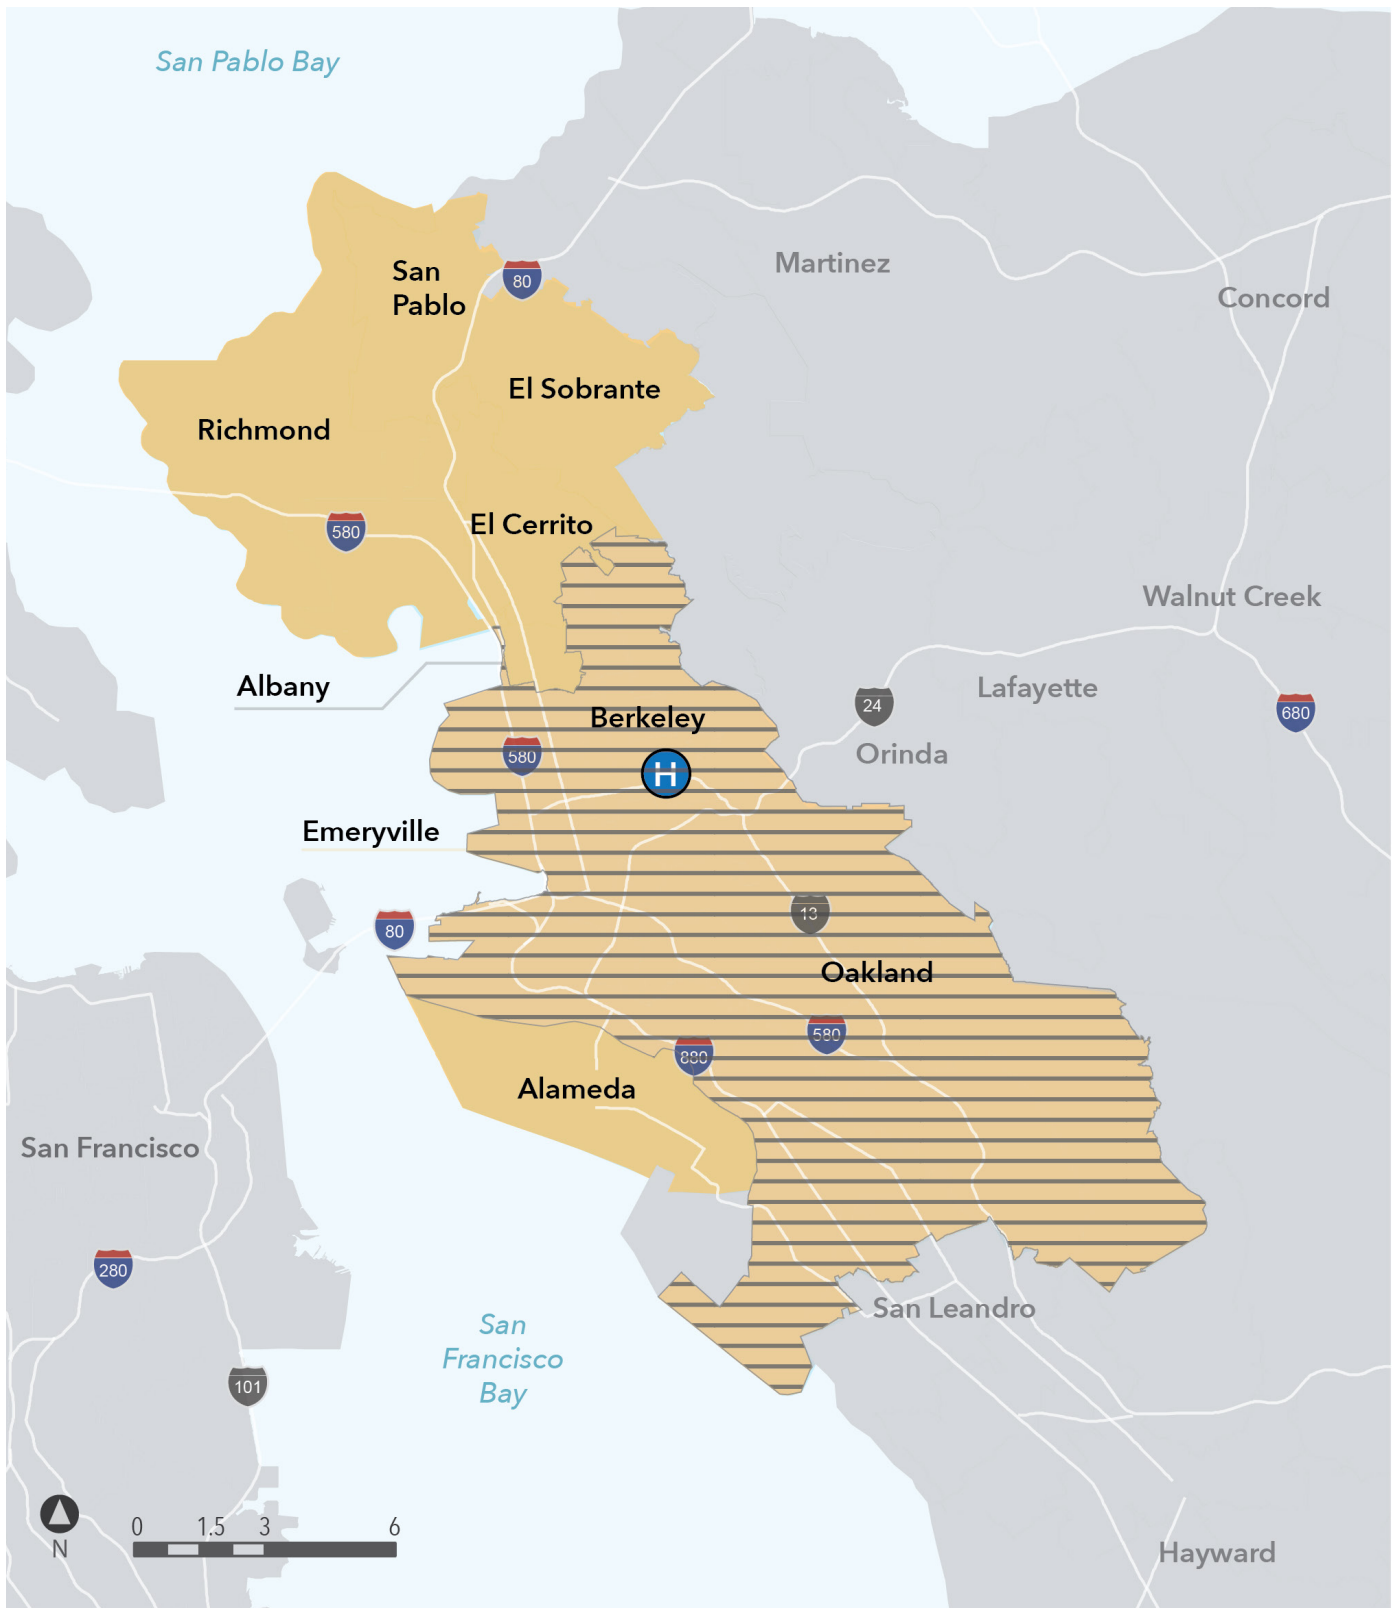 San Pablo Bay
San
Pablo
80
Martinez
Concord
El Sobrante
Richmond
580
El Cerrito
Walnut Creek
Albany
Lafayette
24
680
Berkeley
580
Orinda
H
Emeryville
13
80
Oakland
580
880
Alameda
San Francisco
280
San Leandro
San
Francisco
Bay
101
N
0 1.5 3 6
Hayward